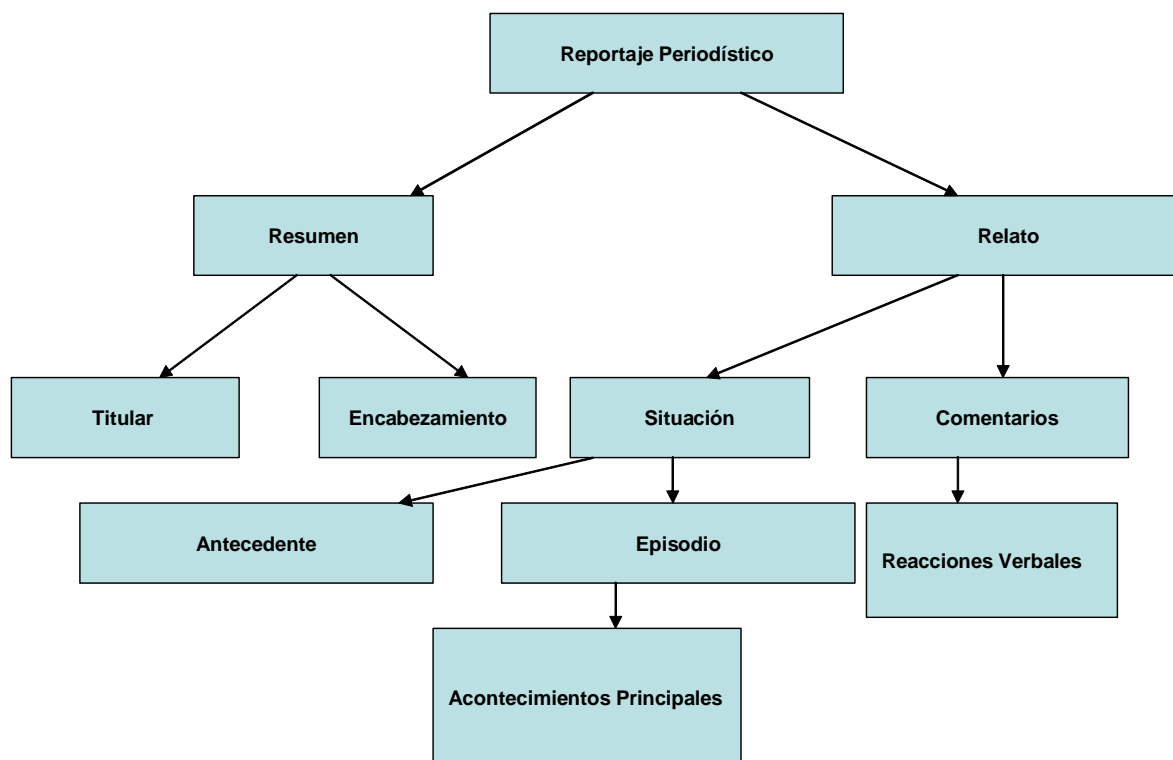 Reportaje Periodístico
Resumen
Relato
Titular
Encabezamiento
Situación
Comentarios
Antecedente
Episodio
Reacciones Verbales
Acontecimientos Principales